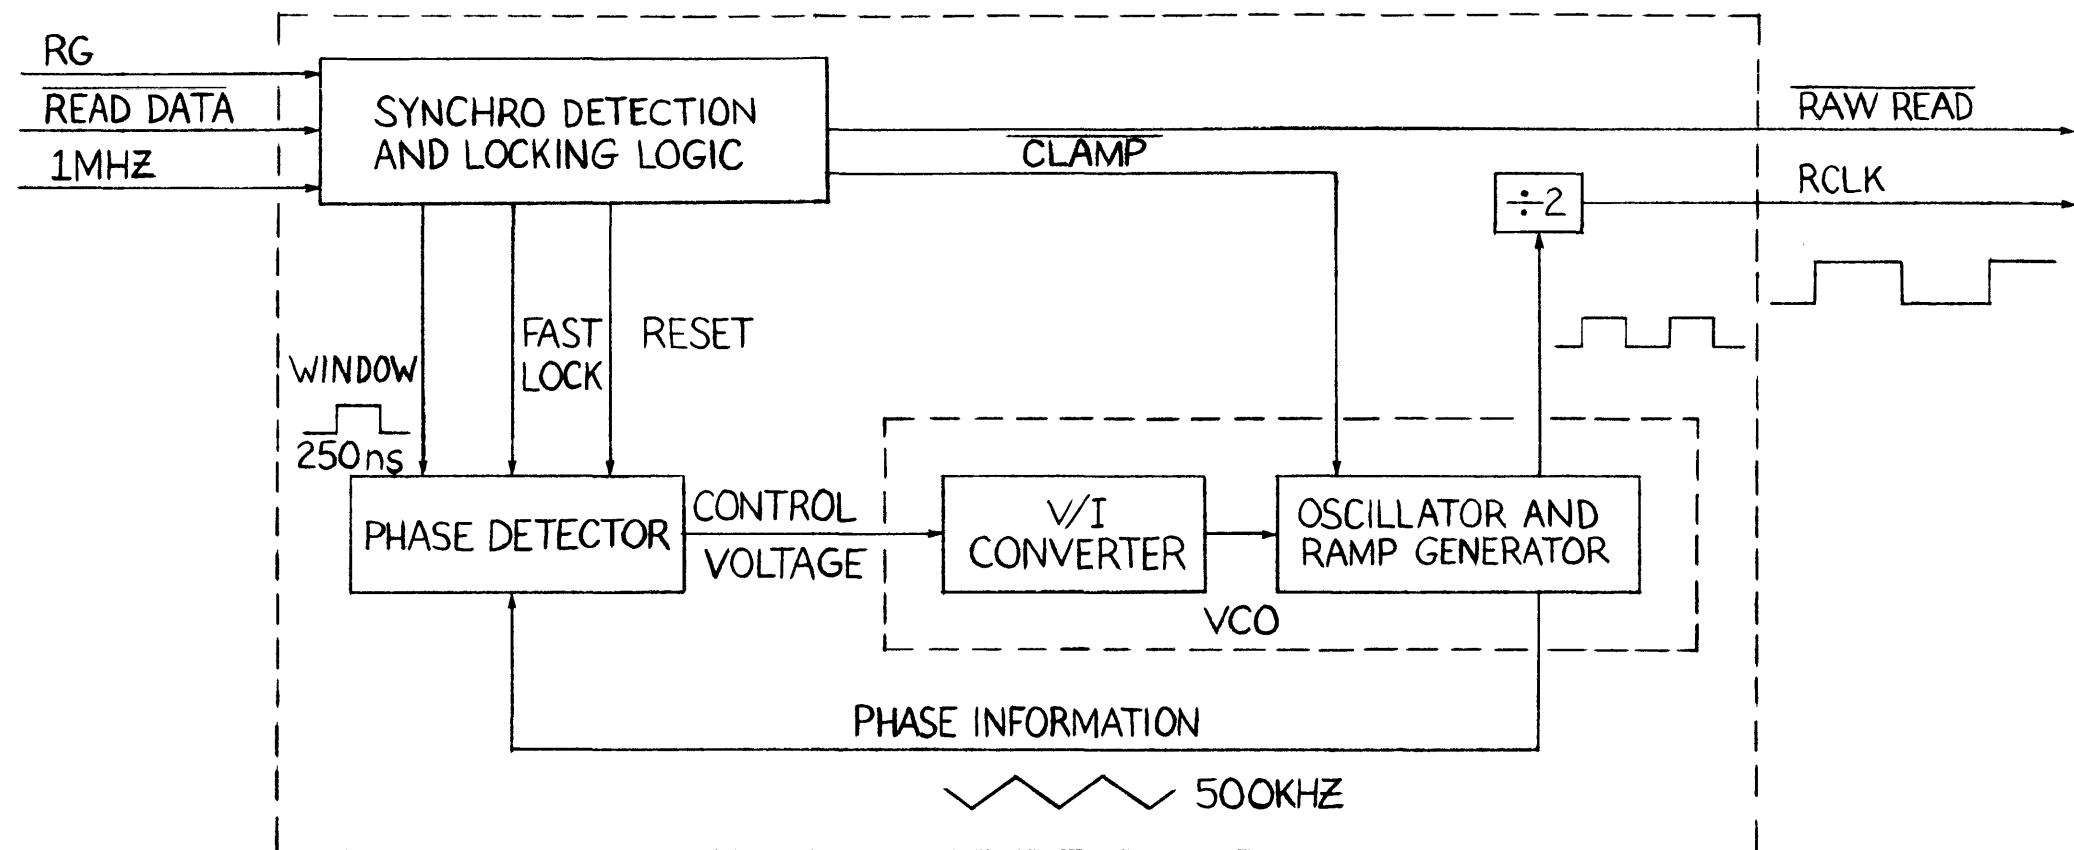 RG
READ DATA
1MHZ
SYNCHRO DETECTION
AND LOCKING LOGIC
CLAMP
RAW READ
÷2
RCLK
WINDOW
250ns
FAST
LOCK
RESET
PHASE DETECTOR
CONTROL
VOLTAGE
V/I
CONVERTER
OSCILLATOR AND
RAMP GENERATOR
VCO
PHASE INFORMATION
500KHZ